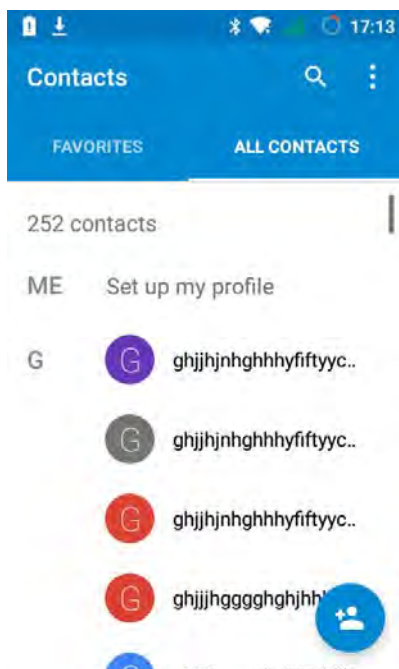 17:13
Contacts
FAVORITES
ALL CONTACTS
252 contacts
ME
Set up my profile
G
G
ghjjhjnhghhhyfiftyyc..
G
ghjjhjnhghhhyfiftyyc..
G
ghjjhjnhghhhyfiftyyc..
G